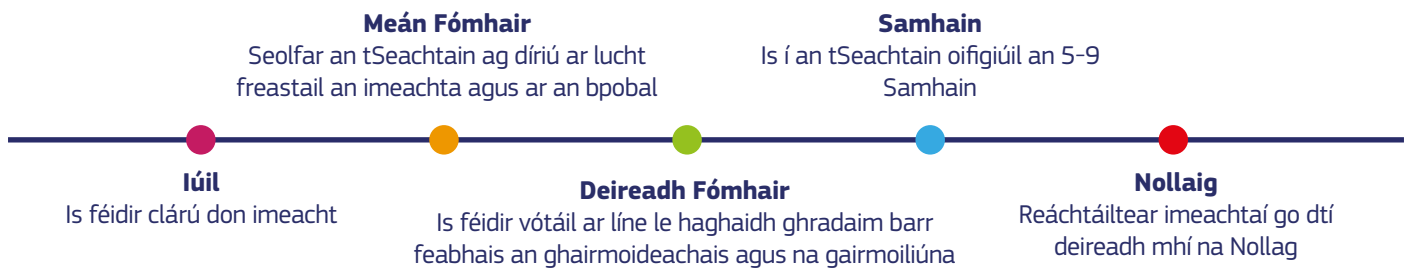 Meán Fómhair
Seolfar an tSeachtain ag díriú ar lucht
freastail an imeachta agus ar an bpobal
Samhain
Is í an tSeachtain oifigiúil an 5-9
Samhain
Iúil
Is féidir clárú don imeacht
Deireadh Fómhair
Is féidir vótáil ar líne le haghaidh ghradaim barr
feabhais an ghairmoideachais agus na gairmoiliúna
Nollaig
Reáchtáiltear imeachtaí go dtí
deireadh mhí na Nollag